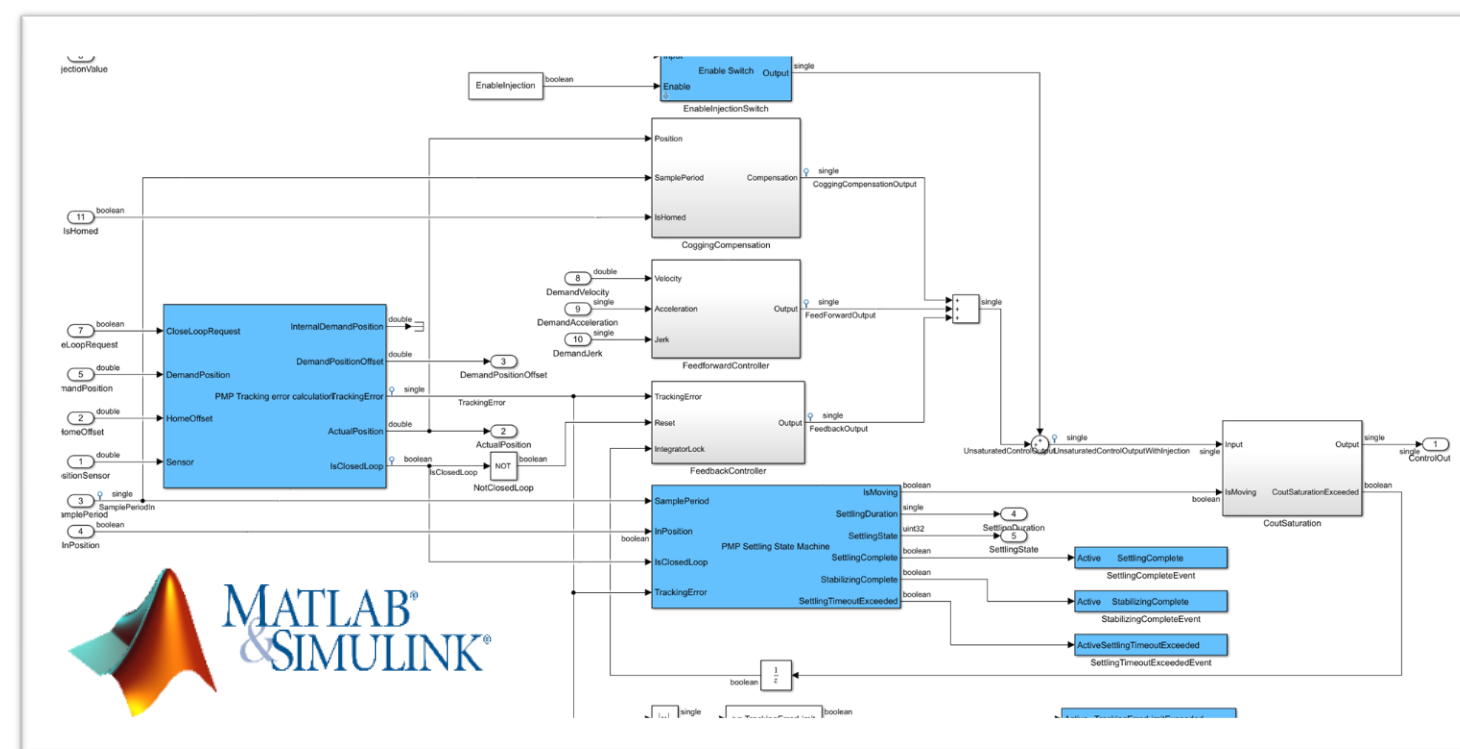 jectionValue
EnableInjection
boolean
Input
Enable Switch
Output
Enable
single
EnableInjectionSwitch
Position
SamplePeriod
Compensation
IsHomed
CoggingCompensation
single
CoggingCompensationOutput
11
boolean
IsHomed
8
double
DemandVelocity
9
single
DemandAcceleration
10
single
DemandJerk
Velocity
Acceleration
Output
Jerk
FeedforwardController
single
FeedForwardOutput
+
+
+
single
7
boolean
eLoopRequest
5
double
mandPosition
2
double
HomeOffset
1
double
sitionSensor
3
single
amplePeriod
SamplePeriodIn
4
boolean
InPosition
CloseLoopRequest
InternalDemandPosition
DemandPositionOffset
DemandPosition
PMP Tracking error calculation
TrackingError
HomeOffset
ActualPosition
Sensor
IsClosedLoop
double
double
3
DemandPositionOffset
single
TrackingError
double
2
ActualPosition
boolean
IsClosedLoop
NOT
boolean
NotClosedLoop
TrackingError
Reset
Output
IntegratorLock
FeedbackController
single
FeedbackOutput
+
+
UnsaturatedControlOutput
single
UnsaturatedControlOutputWithInjection
single
Input
Output
IsMoving
CoutSaturationExceeded
boolean
CoutSaturation
single
single
1
ControlOut
boolean
boolean
SamplePeriod
IsMoving
SettlingDuration
InPosition
SettlingState
PMP Settling State Machine
SettlingComplete
IsClosedLoop
StabilizingComplete
TrackingError
SettlingTimeoutExceeded
boolean
single
4
SettlingDuration
uint32
5
SettlingState
boolean
boolean
boolean
Active SettlingComplete
SettlingCompleteEvent
Active StabilizingComplete
StabilizingCompleteEvent
ActiveSettlingTimeoutExceeded
SettlingTimeoutExceededEvent
boolean
1
z
single
boolean
MATLAB®
&SIMULINK®